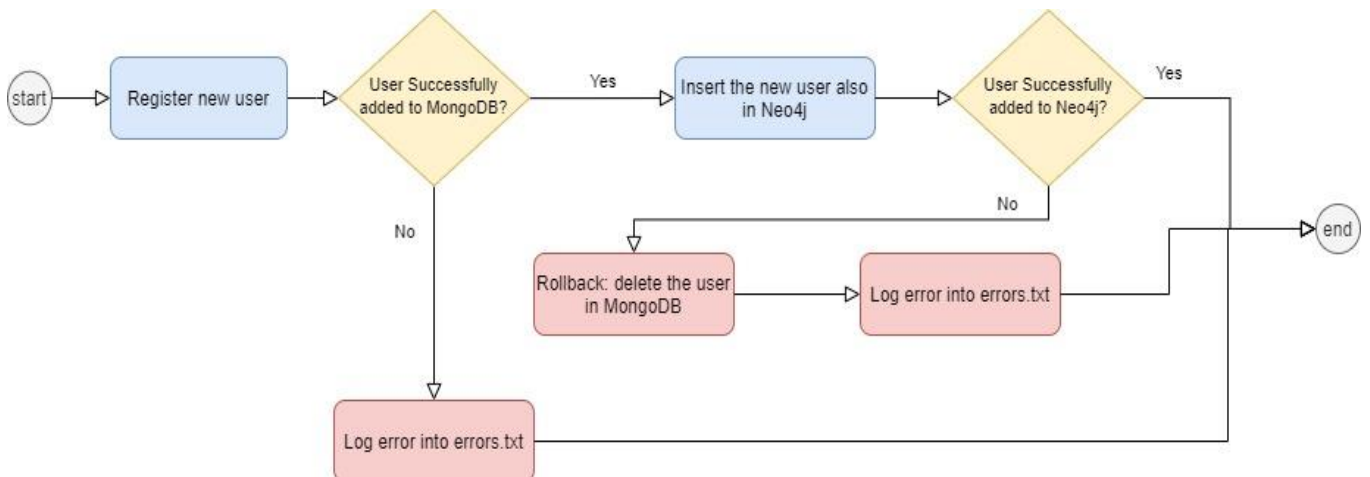 start
Register new user
User Successfully
added to MongoDB?
Yes
Insert the new user also
in Neo4j
User Successfully
added to Neo4j?
Yes
No
No
end
Rollback: delete the user
in MongoDB
Log error into errors.txt
Log error into errors.txt